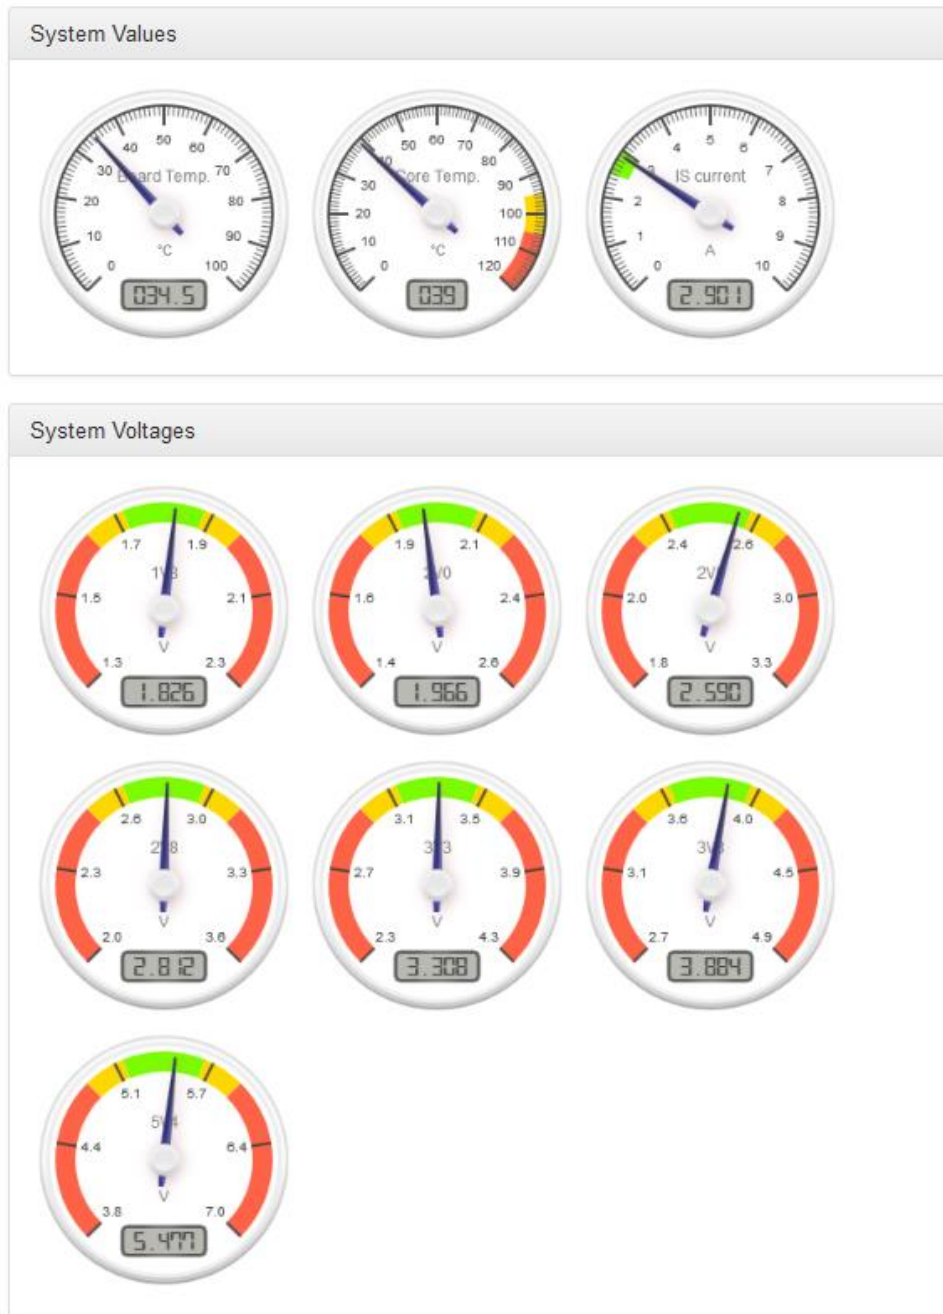 System Values
0 10 20 30 40 50 60 70 80 90 100
Board Temp.
°C
034.5
0 10 20 30 40 50 60 70 80 90 100 110 120
Core Temp.
°C
039
0 1 2 3 4 5 6 7 8 9 10
IS current
A
2.901
System Voltages
1.3 1.5 1.7 1.9 2.1 2.3
1V8
V
1.826
1.4 1.6 1.9 2.1 2.4 2.6
2V0
V
1.966
1.8 2.0 2.4 2.6 3.0 3.3
V
2.590
2.0 2.3 2.6 3.0 3.3 3.6
2V8
V
2.812
2.3 2.7 3.1 3.5 3.9 4.3
3V3
V
3.308
2.7 3.1 3.6 4.0 4.5 4.9
V
3.884
3.8 4.4 5.1 5.7 6.4 7.0
5V4
V
5.477